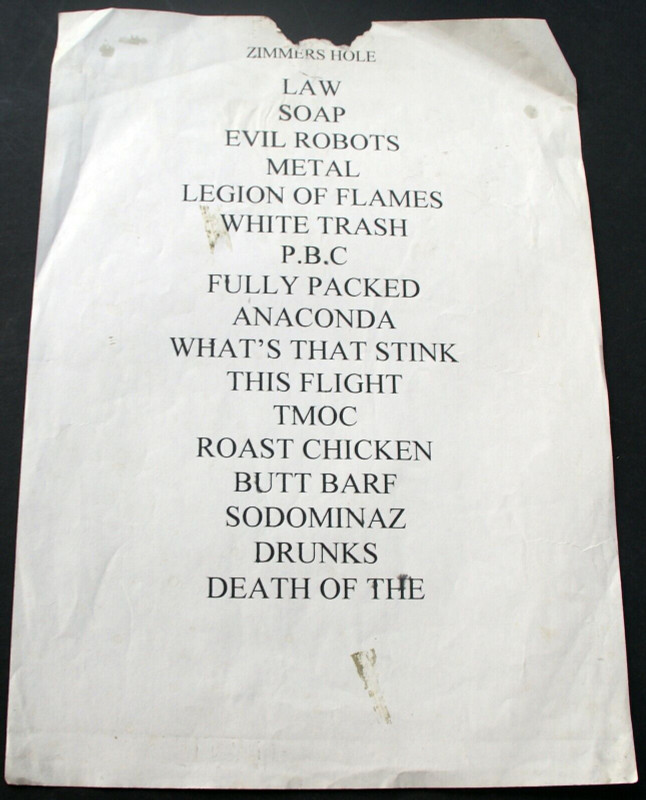 ZIMMERS HOLE
LAW
SOAP
EVIL ROBOTS
METAL
LEGION OF FLAMES
WHITE TRASH
P.B.C
FULLY PACKED
ANACONDA
WHAT'S THAT STINK
THIS FLIGHT
TMOC
ROAST CHICKEN
BUTT BARF
SODOMINAZ
DRUNKS
DEATH OF THE